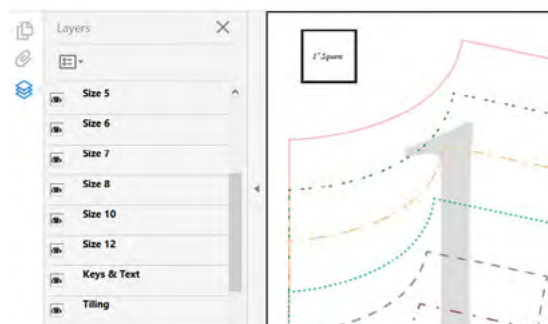 Layers
Size 5
Size 6
Size 7
Size 8
Size 10
Size 12
Keys & Text
Tiling
1" Square
1